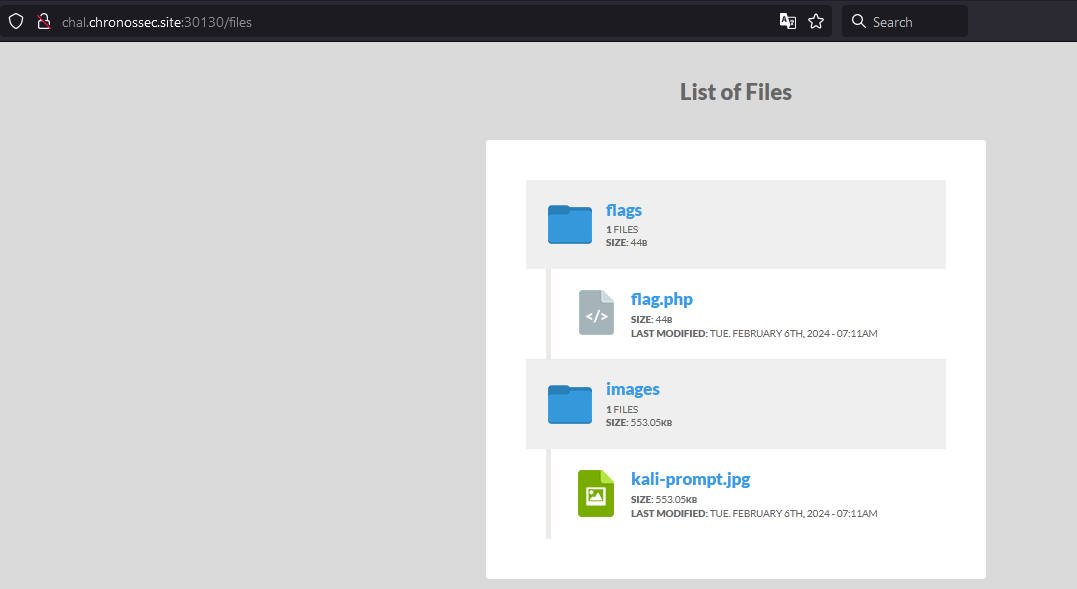 chal.chronossec.site:30130/files
Search
List of Files
flags
1 FILES
SIZE: 44B
flag.php
SIZE: 44B
LAST MODIFIED: TUE. FEBRUARY 6TH, 2024 - 07:11AM
images
1 FILES
SIZE: 553.05KB
kali-prompt.jpg
SIZE: 553.05KB
LAST MODIFIED: TUE. FEBRUARY 6TH, 2024 - 07:11AM